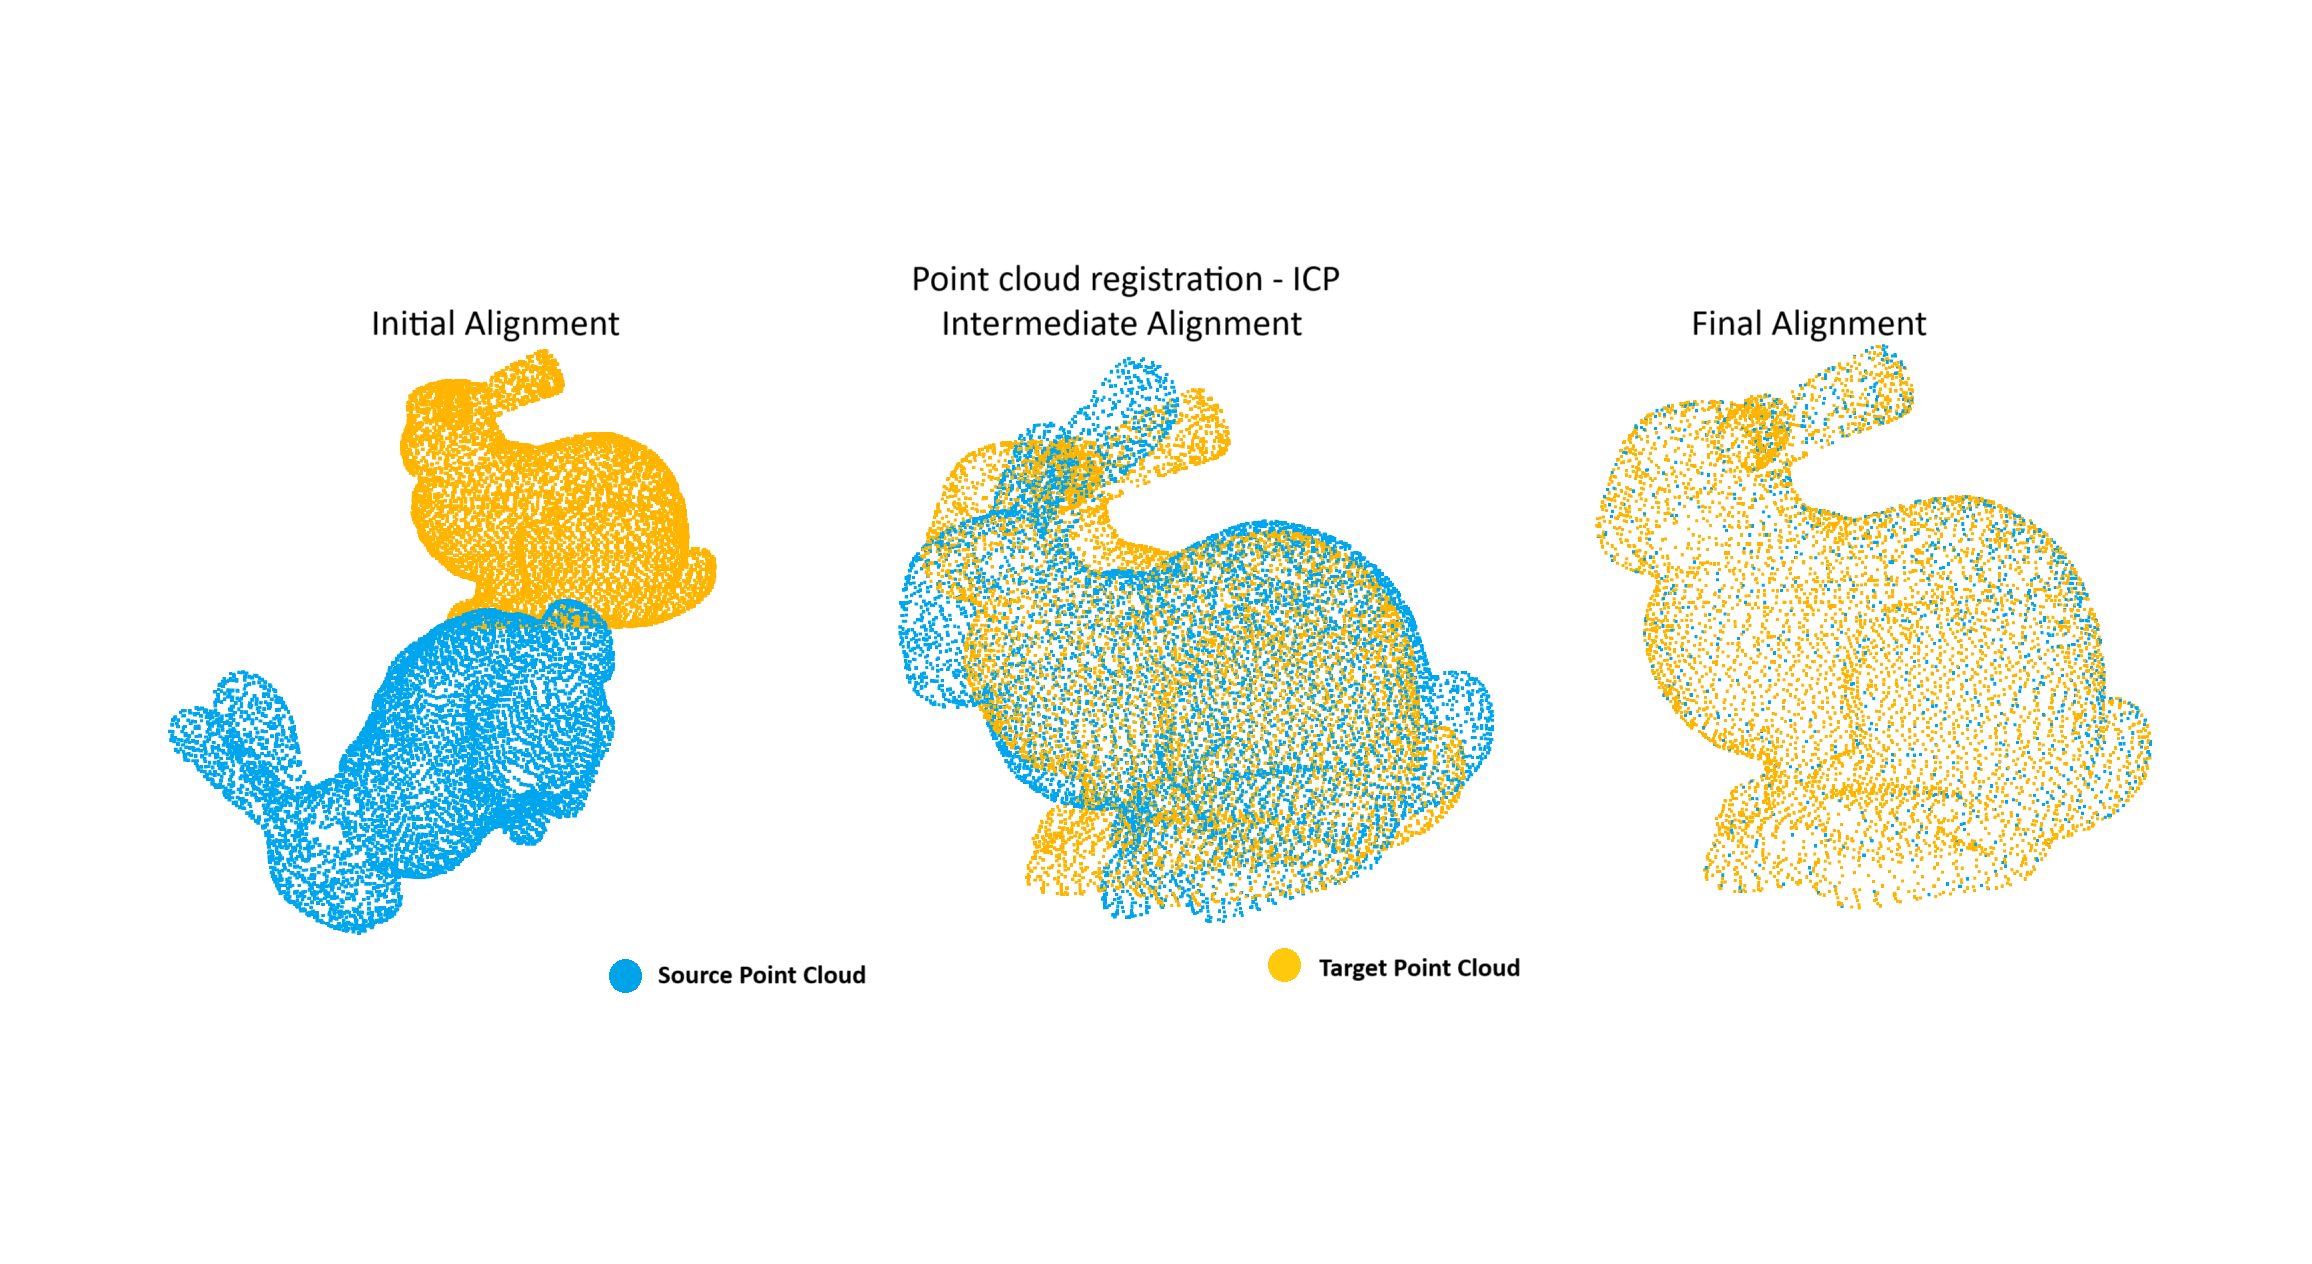 Initial Alignment
Point cloud registration - ICP
Intermediate Alignment
Final Alignment
Source Point Cloud
Target Point Cloud